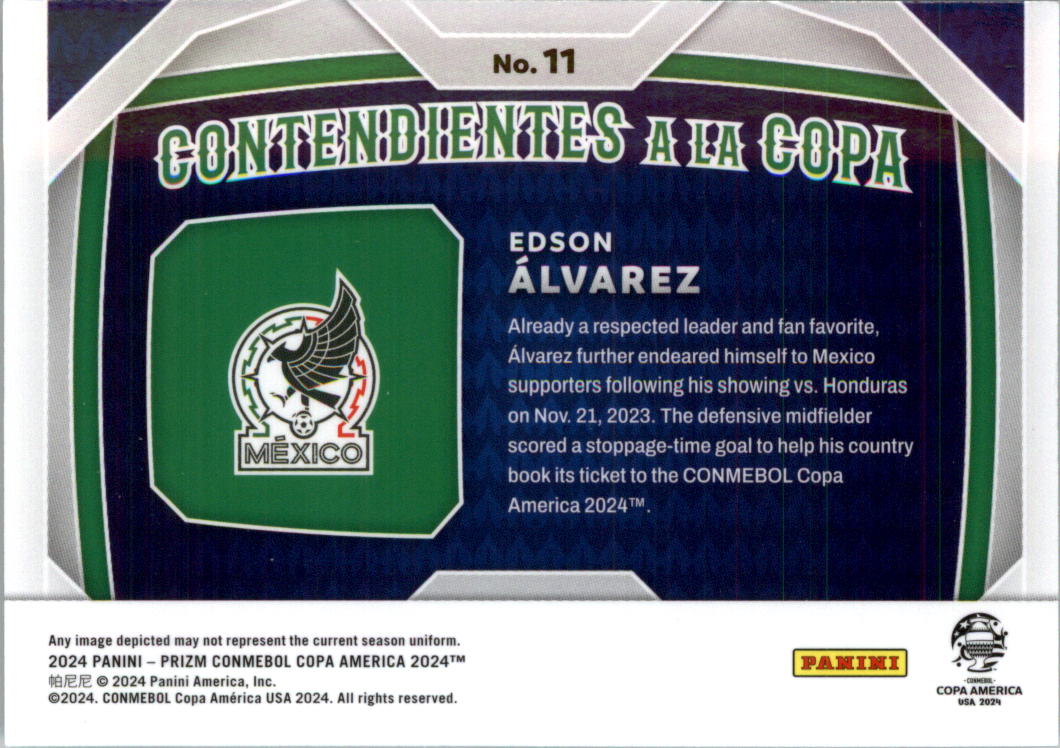 No. 11
CONTENDIENTES A LA COPA
EDSON
ÁLVAREZ
Already a respected leader and fan favorite,
Álvarez further endeared himself to Mexico
supporters following his showing vs. Honduras
on Nov. 21, 2023. The defensive midfielder
scored a stoppage-time goal to help his country
book its ticket to the CONMEBOL Copa
America 2024™.
MÉXICO
Any image depicted may not represent the current season uniform.
2024 PANINI – PRIZM CONMEBOL COPA AMERICA 2024™
帕尼尼 © 2024 Panini America, Inc.
©2024. CONMEBOL Copa América USA 2024. All rights reserved.
PANINI
-CONMEBOL-
COPA AMERICA
USA 2024